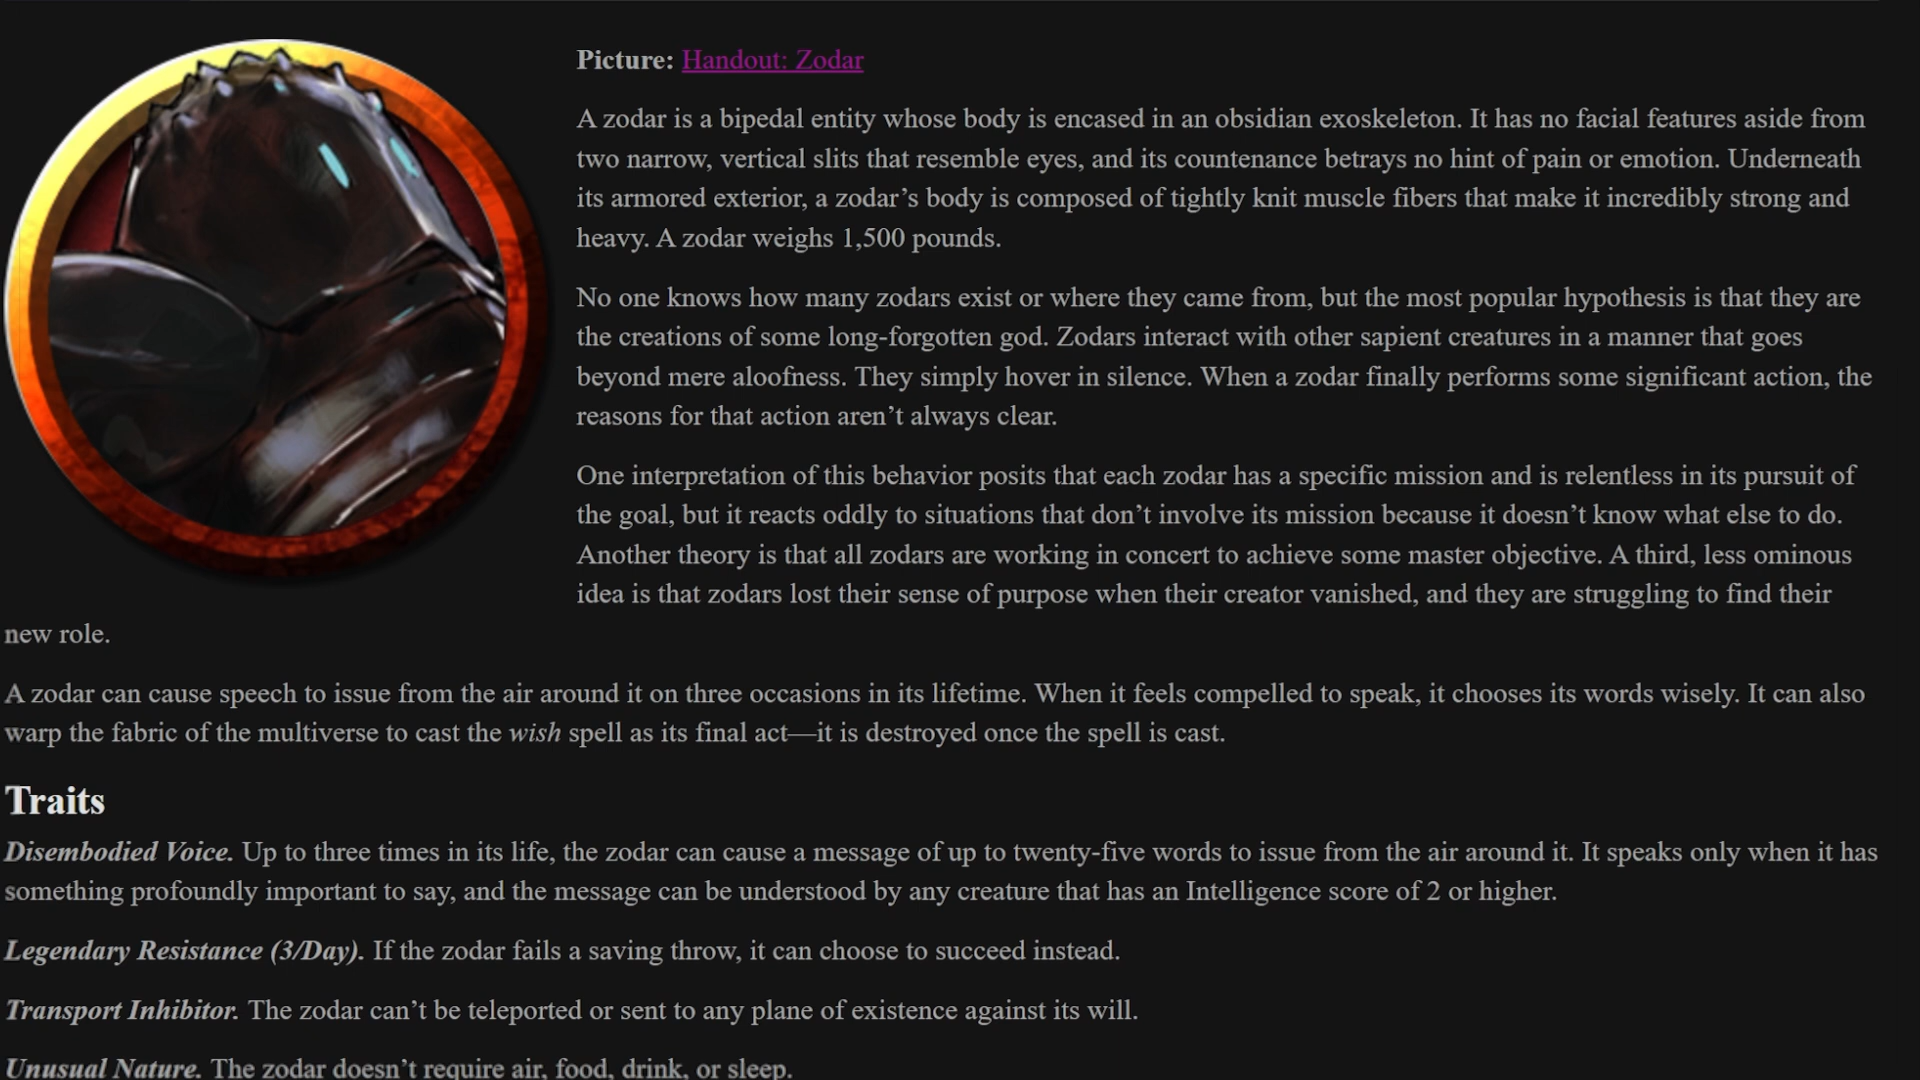 Picture: Handout: Zodar
A zodar is a bipedal entity whose body is encased in an obsidian exoskeleton. It has no facial features aside from
two narrow, vertical slits that resemble eyes, and its countenance betrays no hint of pain or emotion. Underneath
its armored exterior, a zodar’s body is composed of tightly knit muscle fibers that make it incredibly strong and
heavy. A zodar weighs 1,500 pounds.
No one knows how many zodars exist or where they came from, but the most popular hypothesis is that they are
the creations of some long-forgotten god. Zodars interact with other sapient creatures in a manner that goes
beyond mere aloofness. They simply hover in silence. When a zodar finally performs some significant action, the
reasons for that action aren’t always clear.
One interpretation of this behavior posits that each zodar has a specific mission and is relentless in its pursuit of
the goal, but it reacts oddly to situations that don’t involve its mission because it doesn’t know what else to do.
Another theory is that all zodars are working in concert to achieve some master objective. A third, less ominous
idea is that zodars lost their sense of purpose when their creator vanished, and they are struggling to find their
new role.
A zodar can cause speech to issue from the air around it on three occasions in its lifetime. When it feels compelled to speak, it chooses its words wisely. It can also
warp the fabric of the multiverse to cast the wish spell as its final act—it is destroyed once the spell is cast.
Traits
Disembodied Voice. Up to three times in its life, the zodar can cause a message of up to twenty-five words to issue from the air around it. It speaks only when it has
something profoundly important to say, and the message can be understood by any creature that has an Intelligence score of 2 or higher.
Legendary Resistance (3/Day). If the zodar fails a saving throw, it can choose to succeed instead.
Transport Inhibitor. The zodar can’t be teleported or sent to any plane of existence against its will.
Unusual Nature. The zodar doesn’t require air, food, drink, or sleep.